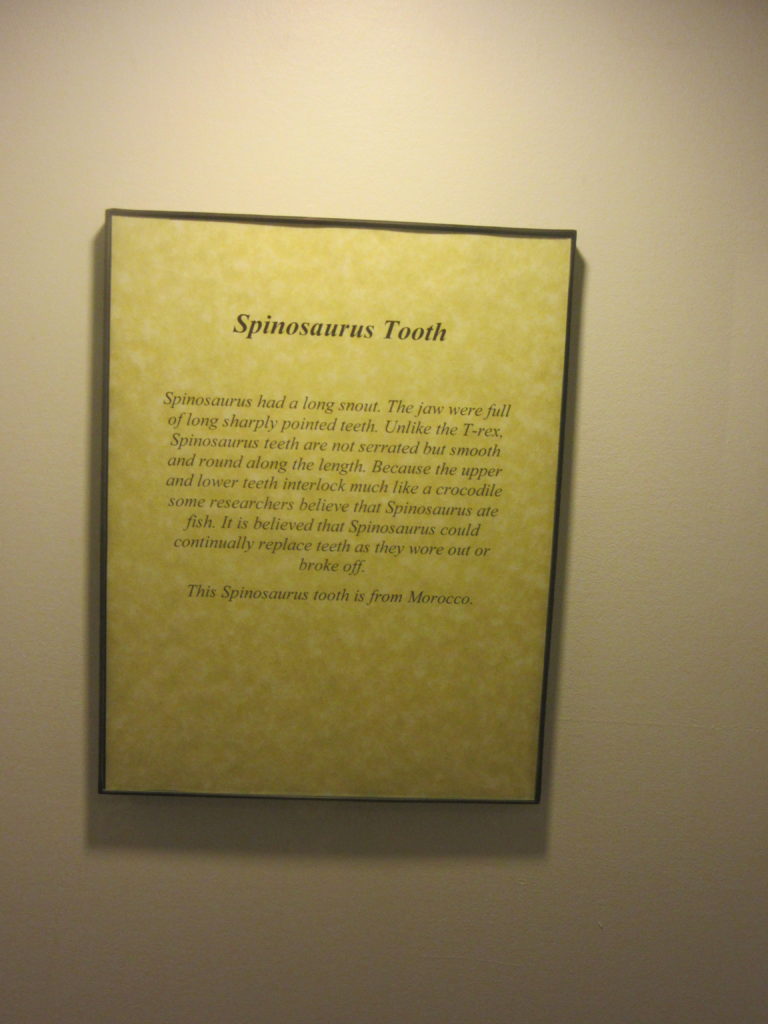 Spinosaurus Tooth
Spinosaurus had a long snout. The jaw were full
of long sharply pointed teeth. Unlike the T-rex,
Spinosaurus teeth are not serrated but smooth
and round along the length. Because the upper
and lower teeth interlock much like a crocodile
some researchers believe that Spinosaurus ate
fish. It is believed that Spinosaurus could
continually replace teeth as they wore out or
broke off.
This Spinosaurus tooth is from Morocco.